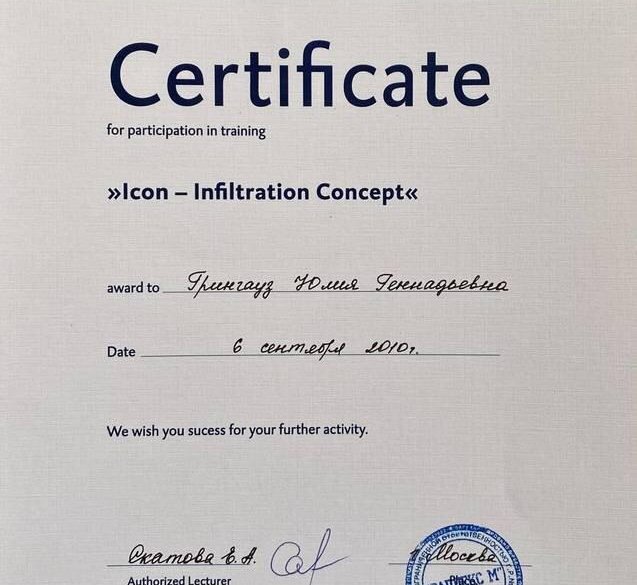 Certificate
for participation in training
»Icon – Infiltration Concept«
award to Грингауз Юлия Геннадьевна
Date 6 сентября 2010г.
We wish you sucess for your further activity.
Скатова Е.А.
Москва
Authorized Lecturer